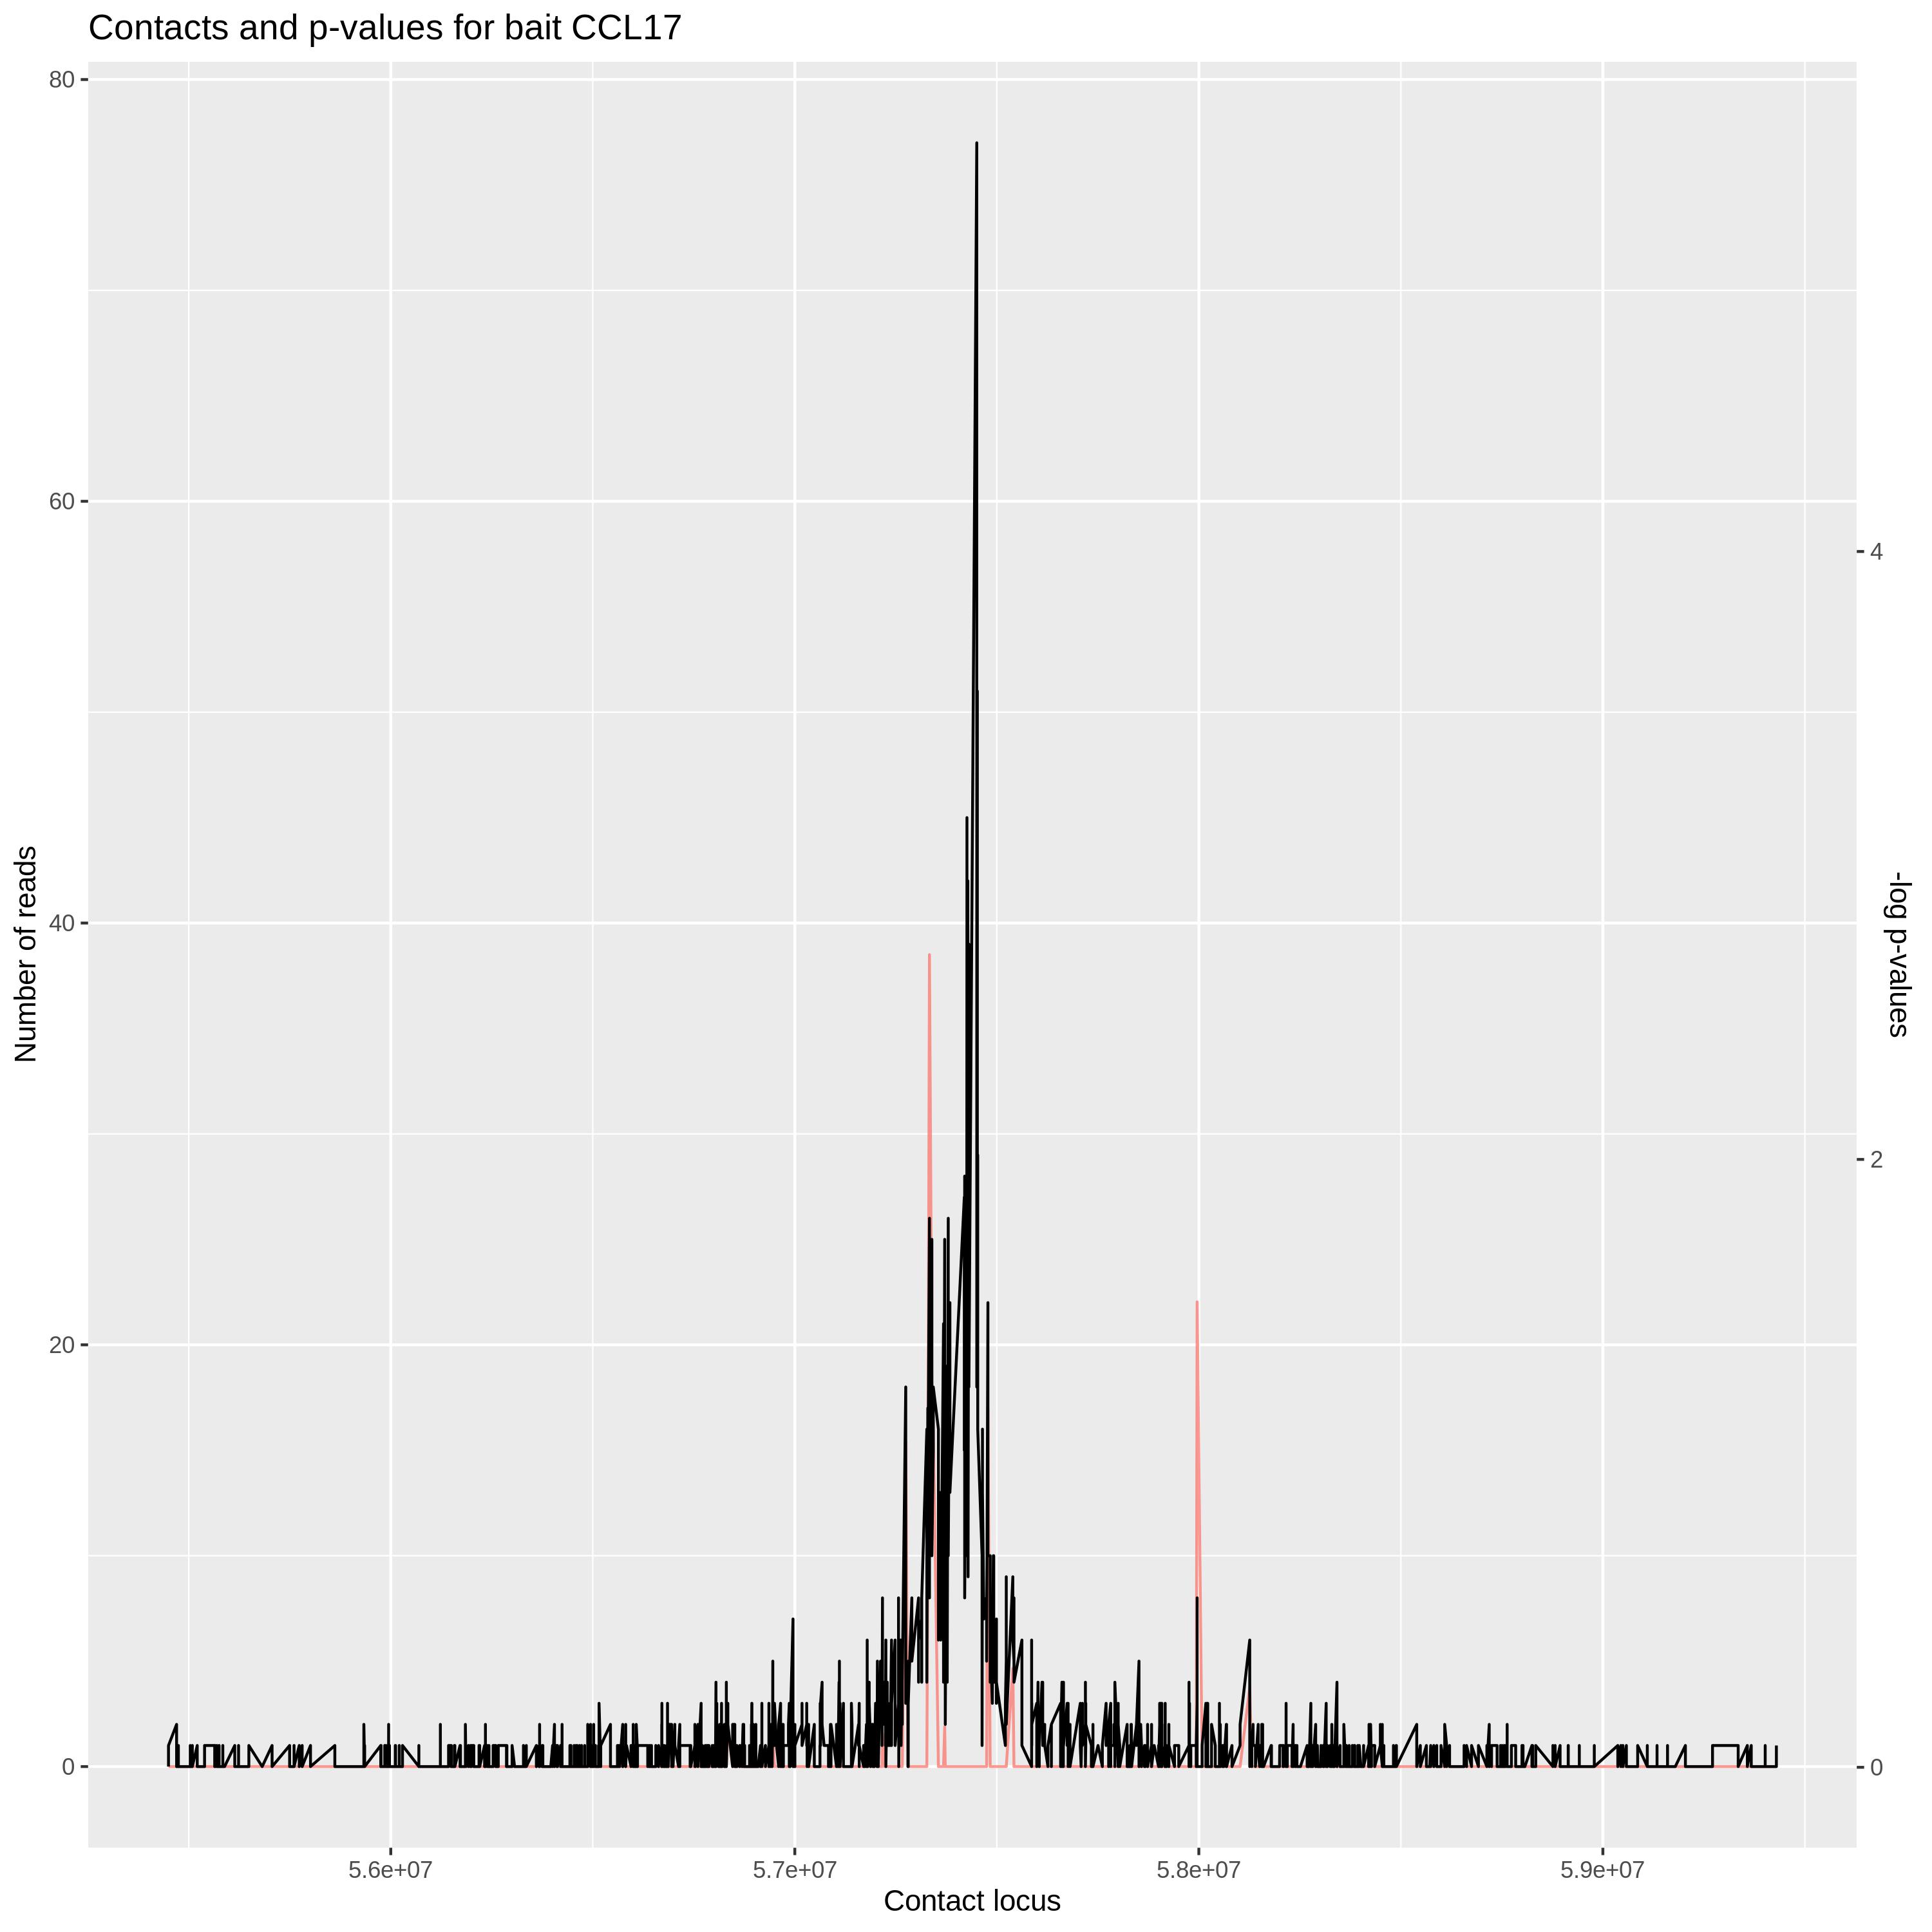 Contacts and p-values for bait CCL17
80
60
40
20
0
Number of reads
4
2
0
-log p-values
5.6e+07
5.7e+07
5.8e+07
5.9e+07
Contact locus